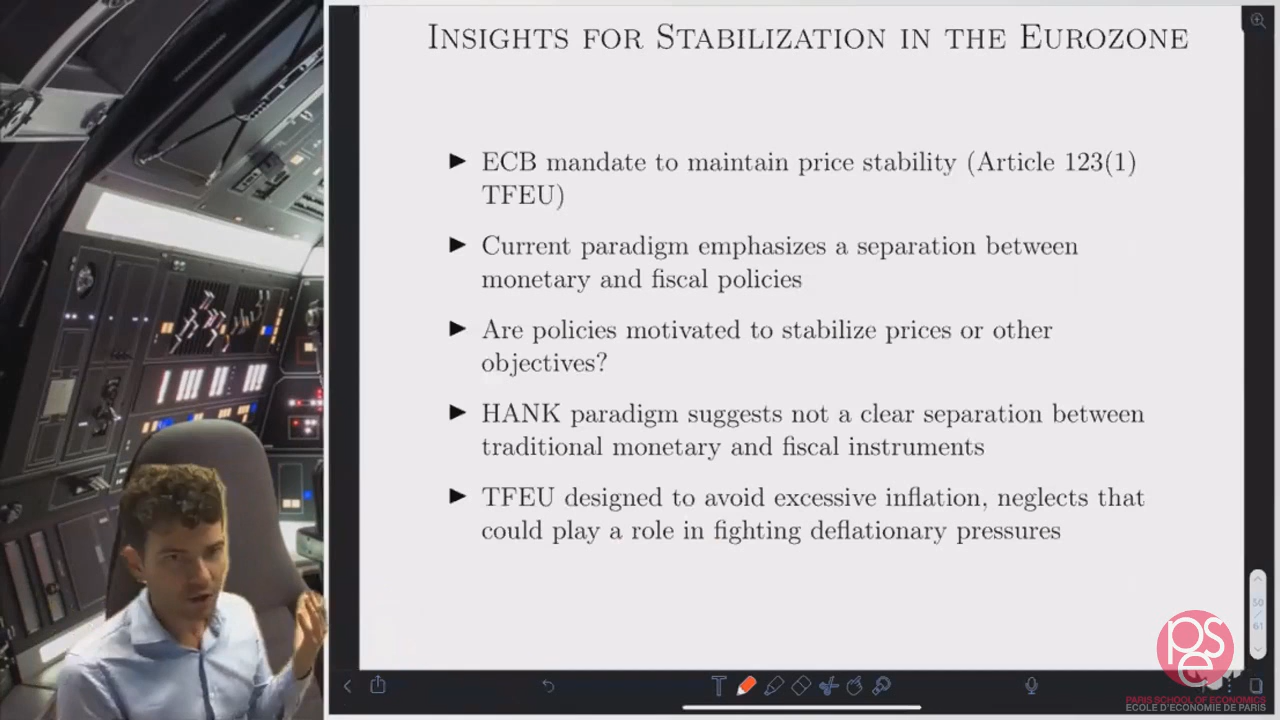 INSIGHTS FOR STABILIZATION IN THE EUROZONE
► ECB mandate to maintain price stability (Article 123(1)
TFEU)
► Current paradigm emphasizes a separation between
monetary and fiscal policies
► Are policies motivated to stabilize prices or other
objectives?
► HANK paradigm suggests not a clear separation between
traditional monetary and fiscal instruments
► TFEU designed to avoid excessive inflation, neglects that
could play a role in fighting deflationary pressures
50
/
61
pse
PARIS SCHOOL OF ECONOMICS
ECOLE D'ECONOMIE DE PARIS